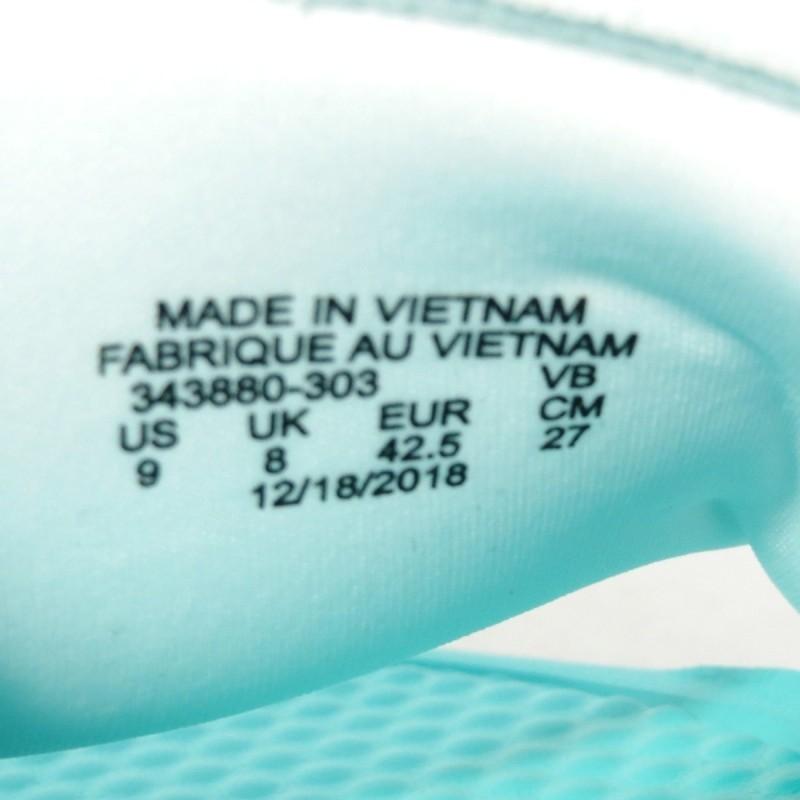 MADE IN VIETNAM
FABRIQUE AU VIETNAM
343880-303 VB
US UK EUR CM
9 8 42.5 27
12/18/2018